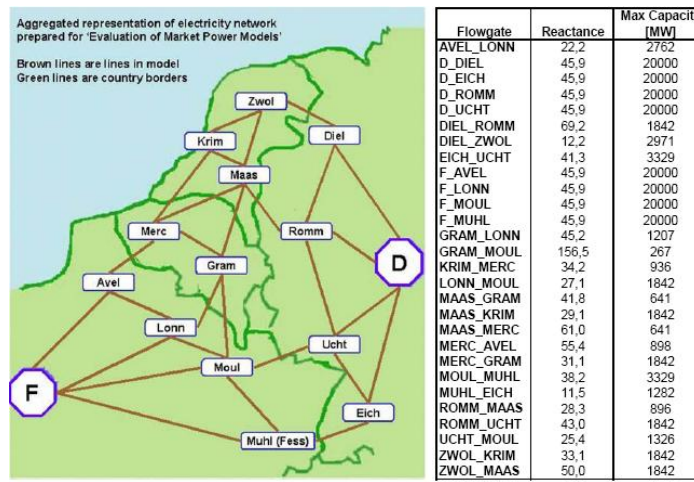 Aggregated representation of electricity network
prepared for 'Evaluation of Market Power Models'
Brown lines are lines in model
Green lines are country borders
Zwol
Diel
Krim
Maas
Merc
Romm
Gram
D
Avel
Lonn
Ucht
Moul
F
Eich
Muhl (Fess)
Flowgate Reactance Max Capacit
[MW]
AVEL_LONN 22,2 2762
D_DIEL 45,9 20000
D_EICH 45,9 20000
D_ROMM 45,9 20000
D_UCHT 45,9 20000
DIEL_ROMM 69,2 1842
DIEL_ZWOL 12,2 2971
EICH_UCHT 41,3 3329
F_AVEL 45,9 20000
F_LONN 45,9 20000
F_MOUL 45,9 20000
F_MUHL 45,9 20000
GRAM_LONN 45,2 1207
GRAM_MOUL 156,5 267
KRIM_MERC 34,2 936
LONN_MOUL 27,1 1842
MAAS_GRAM 41,8 641
MAAS_KRIM 29,1 1842
MAAS_MERC 61,0 641
MERC_AVEL 55,4 898
MERC_GRAM 31,1 1842
MOUL_MUHL 38,2 3329
MUHL_EICH 11,5 1282
ROMM_MAAS 28,3 896
ROMM_UCHT 43,0 1842
UCHT_MOUL 25,4 1326
ZWOL_KRIM 33,1 1842
ZWOL_MAAS 50,0 1842